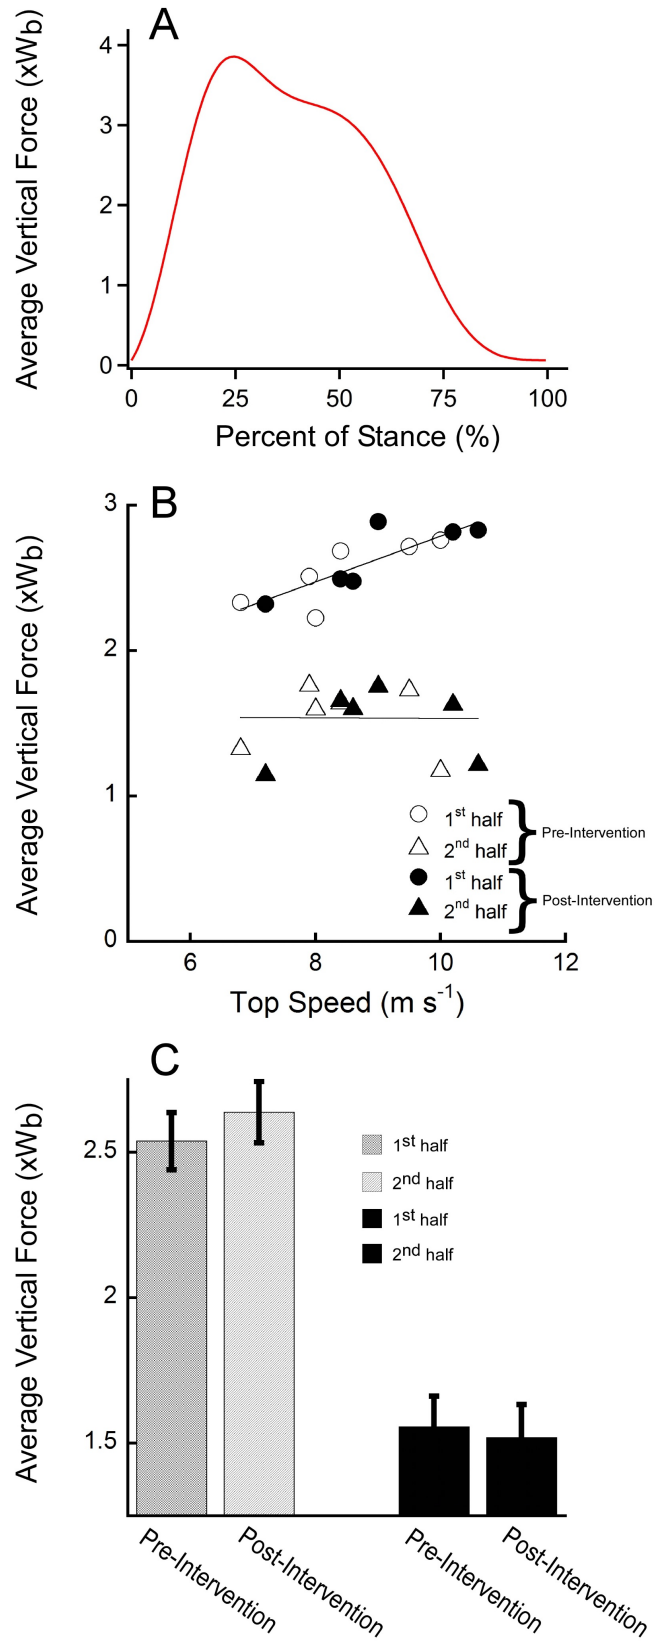 A
Average Vertical Force (xWb)
4
3
2
1
0
0 25 50 75 100
Percent of Stance (%)
B
Average Vertical Force (xWb)
3
2
1
0
1st half
2nd half
Pre-Intervention
1st half
2nd half
Post-Intervention
6 8 10 12
Top Speed (m s-1)
C
Average Vertical Force (xWb)
2.5
2
1.5
1st half
2nd half
1st half
2nd half
Pre-Intervention
Post-Intervention
Pre-Intervention
Post-Intervention